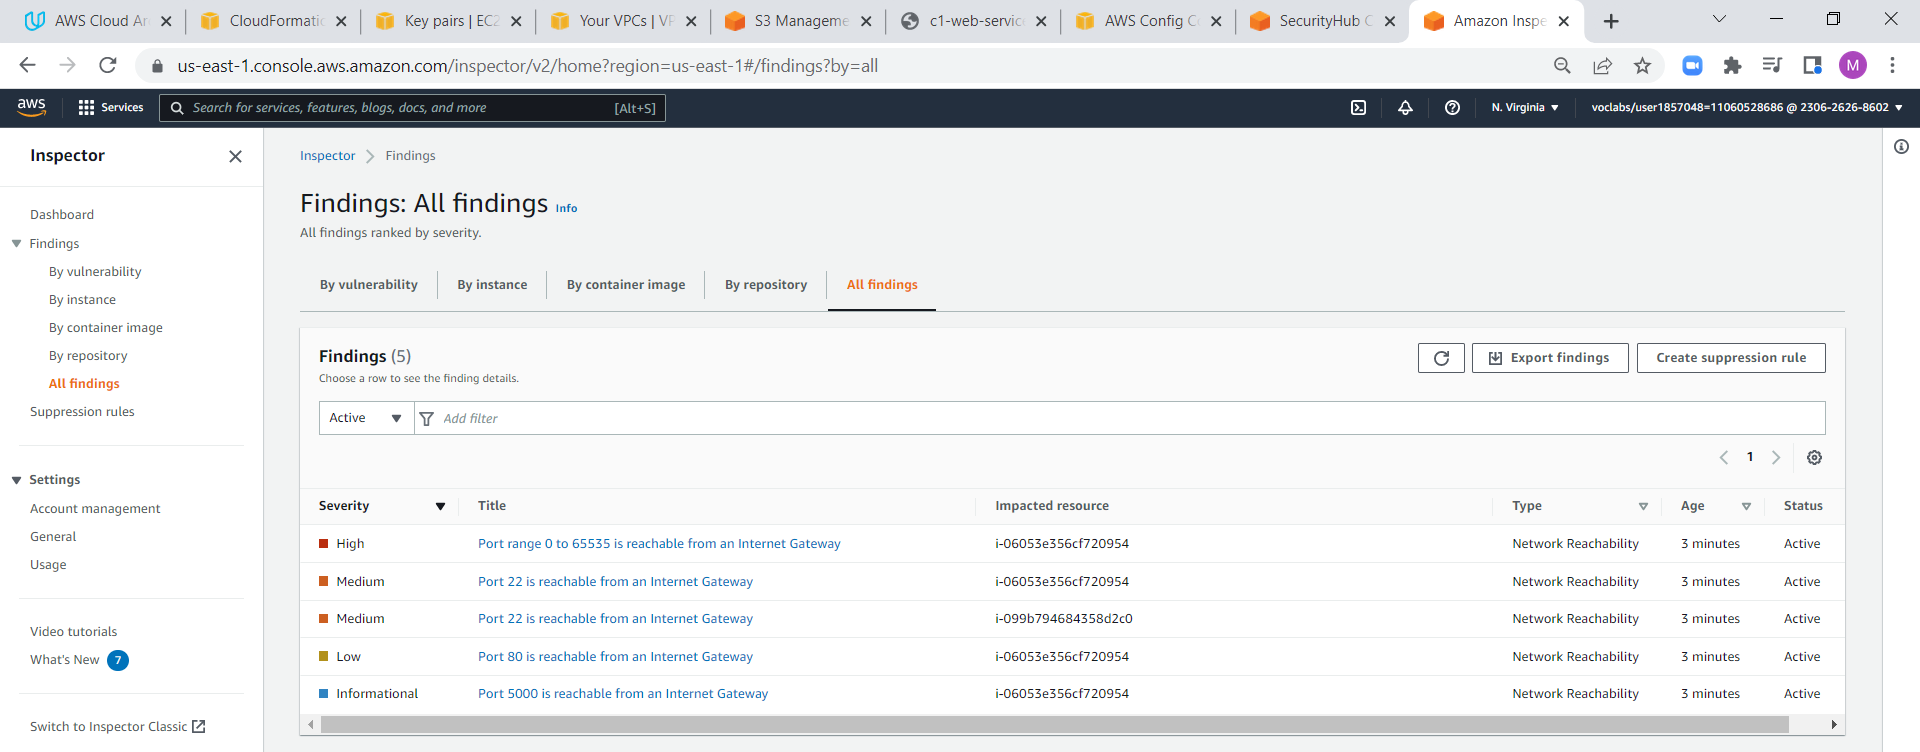 AWS Cloud Ar
CloudFormatic
Key pairs | EC2
Your VPCs | VP
S3 Manageme
c1-web-service
AWS Config Co
SecurityHub C
Amazon Inspe
us-east-1.console.aws.amazon.com/inspector/v2/home?region=us-east-1#/findings?by=all
M
aws
Services
Search for services, features, blogs, docs, and more
[Alt+S]
N. Virginia
voclabs/user1857048=11060528686 @ 2306-2626-8602
Inspector
Dashboard
Findings
By vulnerability
By instance
By container image
By repository
All findings
Suppression rules
Settings
Account management
General
Usage
Video tutorials
What's New 7
Switch to Inspector Classic
Inspector Findings
Findings: All findings Info
All findings ranked by severity.
By vulnerability By instance By container image By repository All findings
Findings (5)
Choose a row to see the finding details.
Export findings
Create suppression rule
Active
Add filter
1
Severity Title Impacted resource Type Age Status
High Port range 0 to 65535 is reachable from an Internet Gateway i-06053e356cf720954 Network Reachability 3 minutes Active
Medium Port 22 is reachable from an Internet Gateway i-06053e356cf720954 Network Reachability 3 minutes Active
Medium Port 22 is reachable from an Internet Gateway i-099b794684358d2c0 Network Reachability 3 minutes Active
Low Port 80 is reachable from an Internet Gateway i-06053e356cf720954 Network Reachability 3 minutes Active
Informational Port 5000 is reachable from an Internet Gateway i-06053e356cf720954 Network Reachability 3 minutes Active